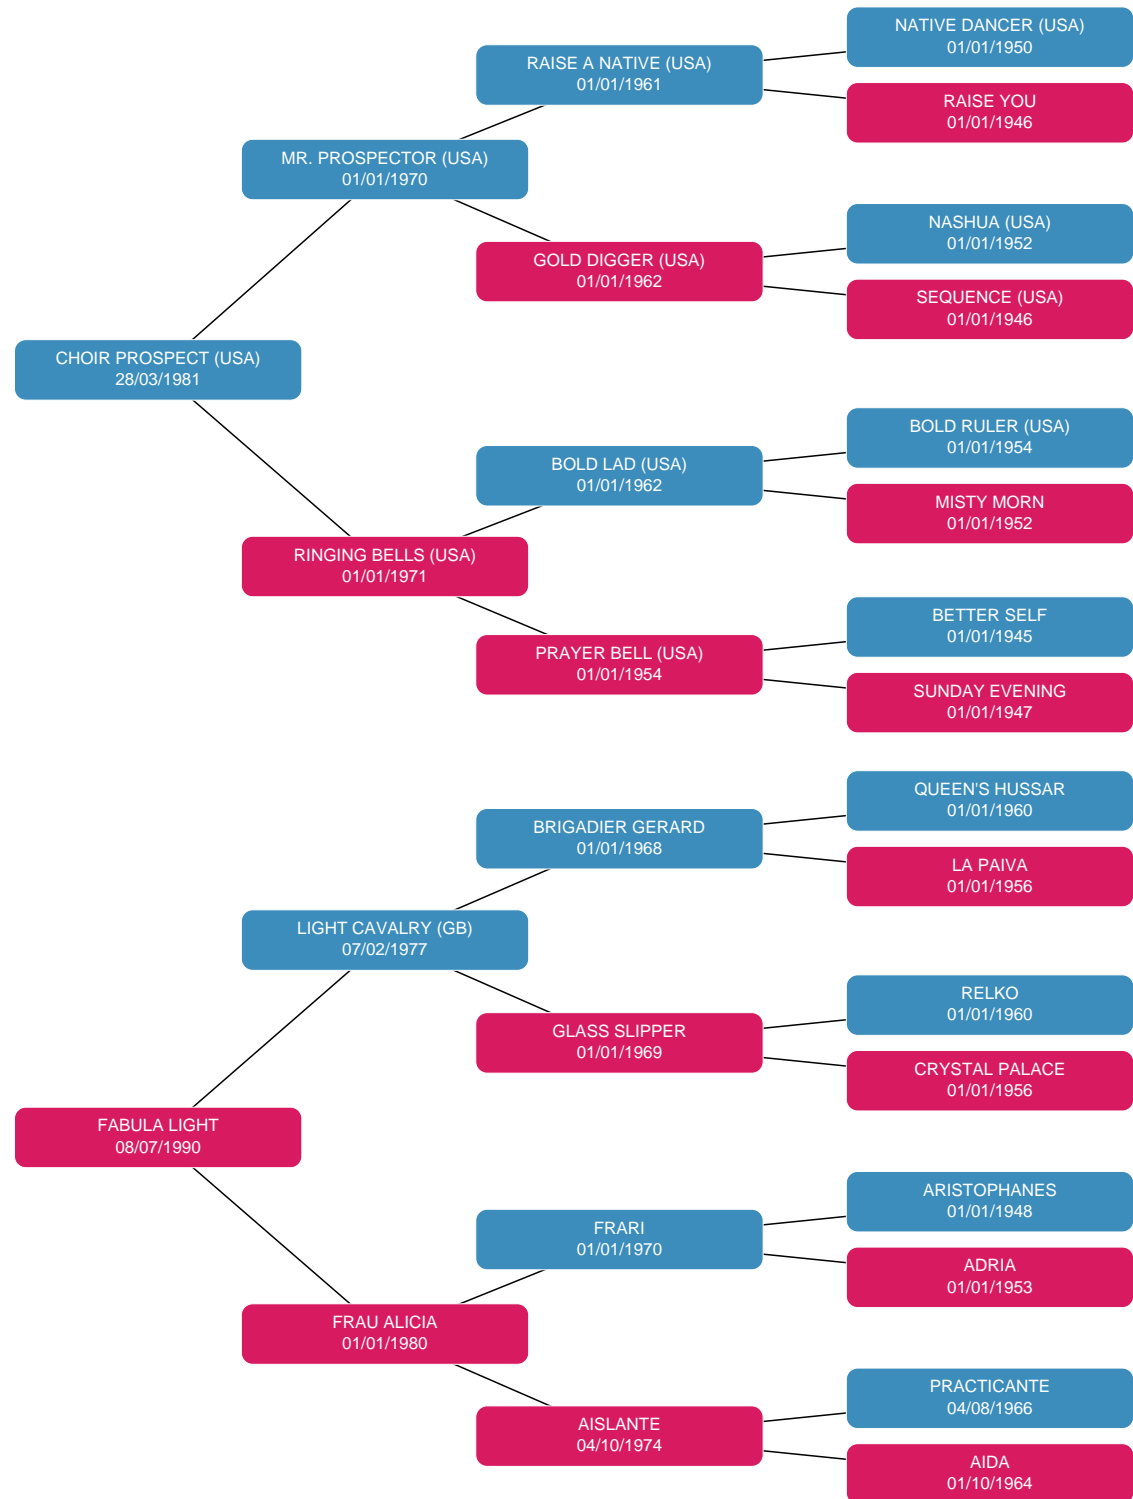 NATIVE DANCER (USA)
01/01/1950
RAISE A NATIVE (USA)
01/01/1961
RAISE YOU
01/01/1946
MR. PROSPECTOR (USA)
01/01/1970
NASHUA (USA)
01/01/1952
GOLD DIGGER (USA)
01/01/1962
SEQUENCE (USA)
01/01/1946
CHOIR PROSPECT (USA)
28/03/1981
BOLD RULER (USA)
01/01/1954
BOLD LAD (USA)
01/01/1962
MISTY MORN
01/01/1952
RINGING BELLS (USA)
01/01/1971
BETTER SELF
01/01/1945
PRAYER BELL (USA)
01/01/1954
SUNDAY EVENING
01/01/1947
QUEEN'S HUSSAR
01/01/1960
BRIGADIER GERARD
01/01/1968
LA PAIVA
01/01/1956
LIGHT CAVALRY (GB)
07/02/1977
RELKO
01/01/1960
GLASS SLIPPER
01/01/1969
CRYSTAL PALACE
01/01/1956
FABULA LIGHT
08/07/1990
ARISTOPHANES
01/01/1948
FRARI
01/01/1970
ADRIA
01/01/1953
FRAU ALICIA
01/01/1980
PRACTICANTE
04/08/1966
AISLANTE
04/10/1974
AIDA
01/10/1964